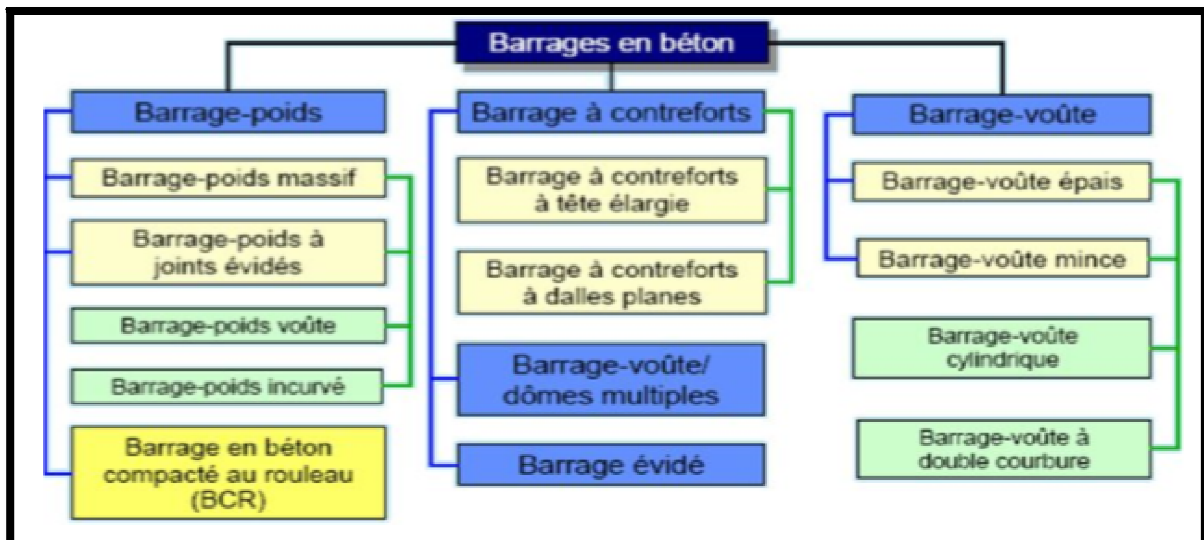 Barrages en béton
Barrage-poids
Barrage-poids massif
Barrage-poids à
joints évidés
Barrage-poids voûte
Barrage-poids incurvé
Barrage en béton
compacté au rouleau
(BCR)
Barrage à contreforts
Barrage à contreforts
à tête élargie
Barrage à contreforts
à dalles planes
Barrage-voûte/
dômes multiples
Barrage évidé
Barrage-voûte
Barrage-voûte épais
Barrage-voûte mince
Barrage-voûte
cylindrique
Barrage-voûte à
double courbure